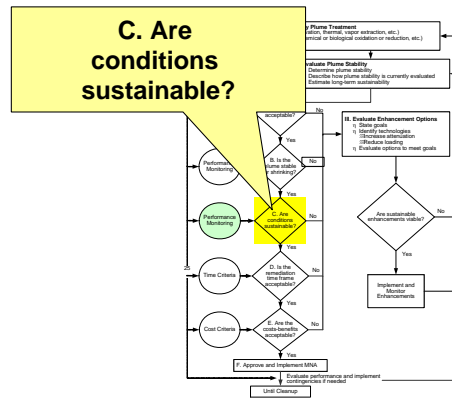 C. Are
conditions
sustainable?
Plume Treatment
ation, thermal, vapor extraction, etc.)
emical or biological oxidation or reduction, etc.)
valuate Plume Stability
Determine plume stability
Describe how plume stability is currently evaluated
Estimate long-term sustainability
acceptable?
No
Yes
III. Evaluate Enhancement Options
η State goals
η Identify technologies
Increase attenuation
Reduce loading
η Evaluate options to meet goals
Performance
Monitoring
B. Is the
plume stable
r shrinking?
No
Yes
Performance
Monitoring
C. Are
conditions
sustainable?
No
Yes
Are sustainable
enhancements viable?
No
Yes
25
Time Criteria
D. Is the
remediation
time frame
acceptable?
No
Yes
Implement and
Monitor
Enhancements
Cost Criteria
E. Are the
costs-benefits
acceptable?
No
Yes
F. Approve and Implement MNA
Evaluate performance and implement
contingencies if needed
Until Cleanup